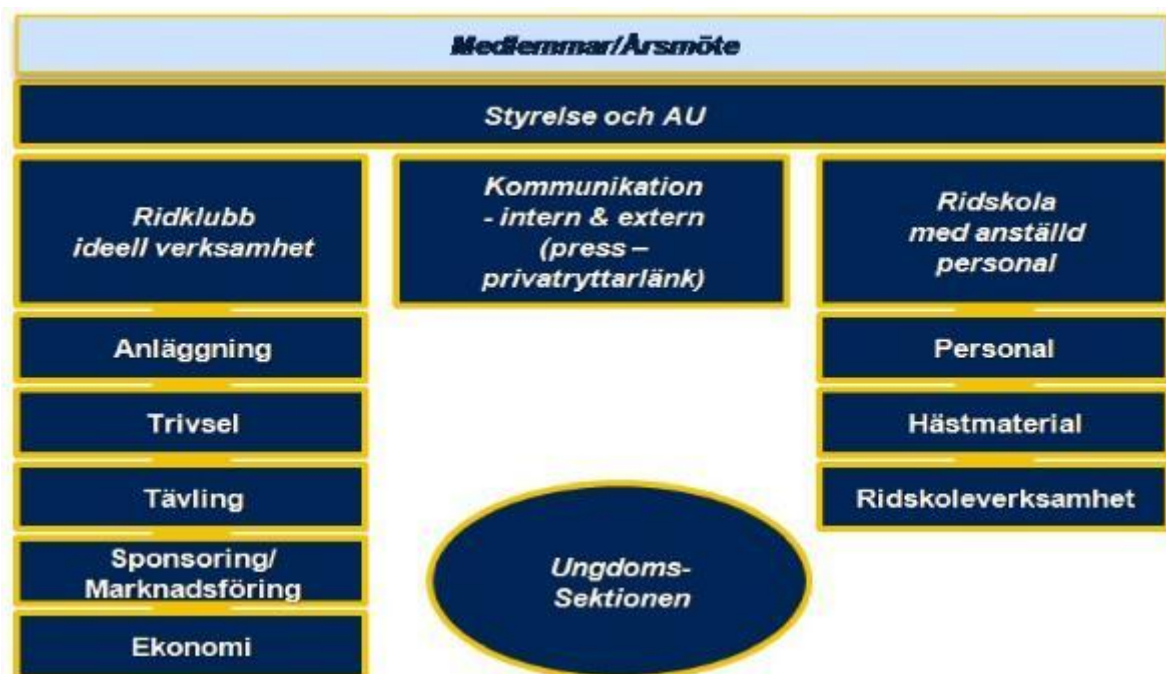 Medlemmar/Årsmöte
Styrelse och AU
Ridklubb
ideell verksamhet
Kommunikation
- intern & extern
(press –
privatryttarlänk)
Ridskola
med anställd
personal
Anläggning
Trivsel
Tävling
Sponsoring/
Marknadsföring
Ekonomi
Ungdoms-
Sektionen
Personal
Hästmaterial
Ridskoleverksamhet